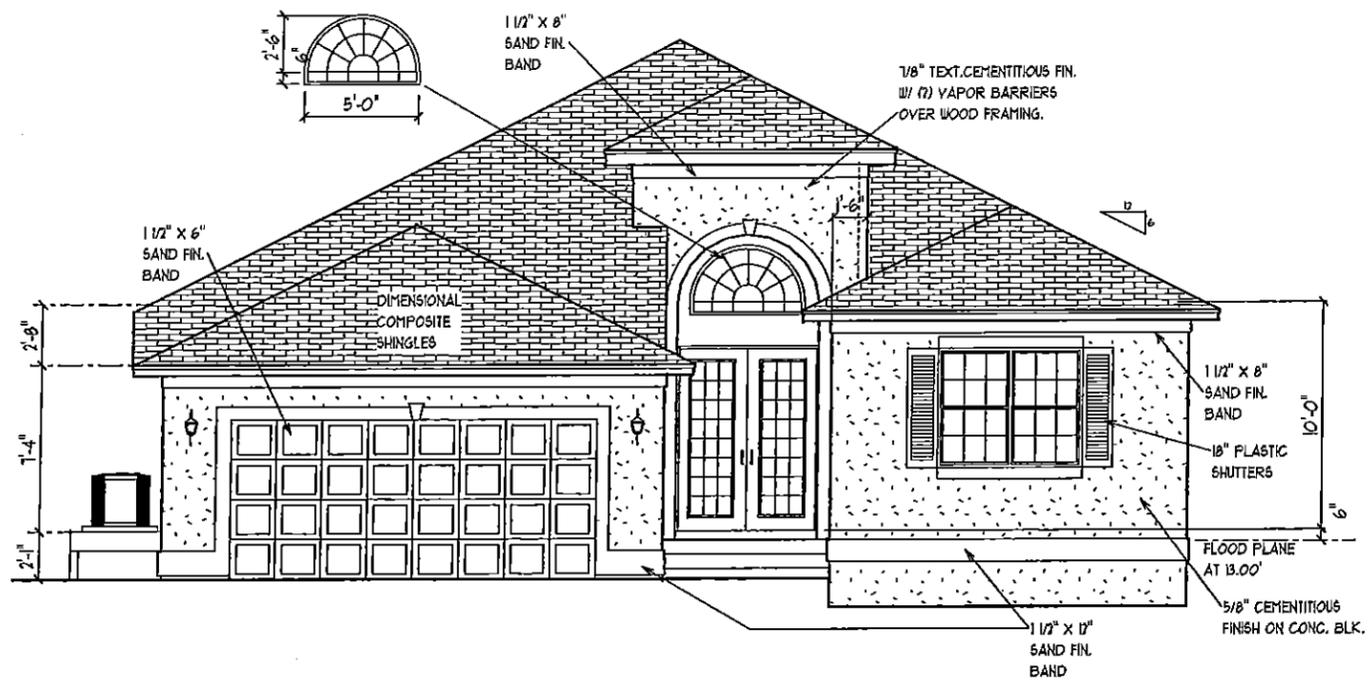 2'-6"
6"
5'-0"
1 1/2" X 8"
SAND FIN.
BAND
7/8" TEXT.CEMENTITIOUS FIN.
W/ (2) VAPOR BARRIERS
OVER WOOD FRAMING.
1'-6"
12
6
1 1/2" X 6"
SAND FIN.
BAND
DIMENSIONAL
COMPOSITE
SHINGLES
2'-8"
7'-4"
2'-1"
1 1/2" X 8"
SAND FIN.
BAND
10'-0"
18" PLASTIC
SHUTTERS
6"
FLOOD PLANE
AT 13.00'
5/8" CEMENTITIOUS
FINISH ON CONC. BLK.
1 1/2" X 12"
SAND FIN.
BAND